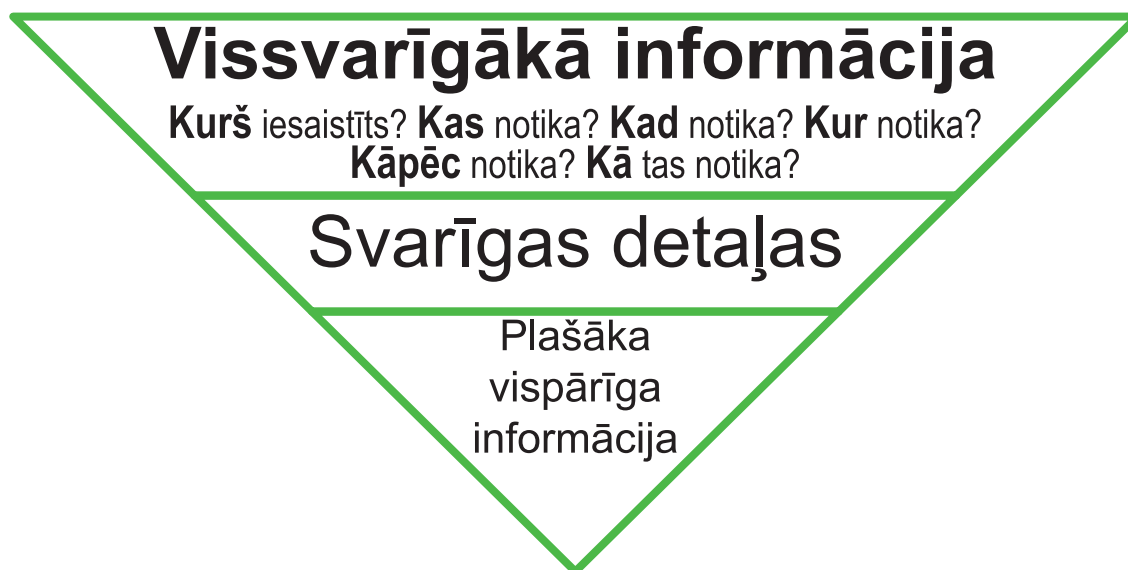 Vissvarīgākā informācija
Kurš iesaistīts? Kas notika? Kad notika? Kur notika?
Kāpēc notika? Kā tas notika?
Svarīgas detaļas
Plašāka
vispārīga
informācija